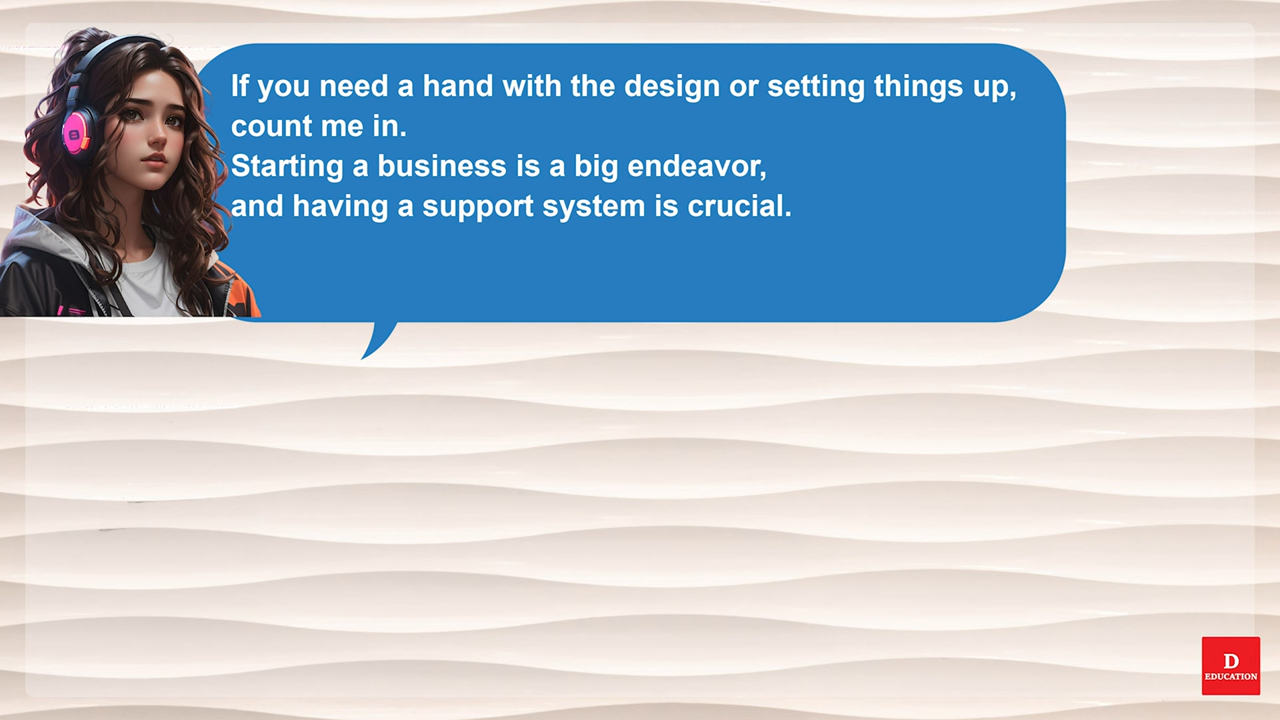 If you need a hand with the design or setting things up,
count me in.
Starting a business is a big endeavor,
and having a support system is crucial.
D
EDUCATION